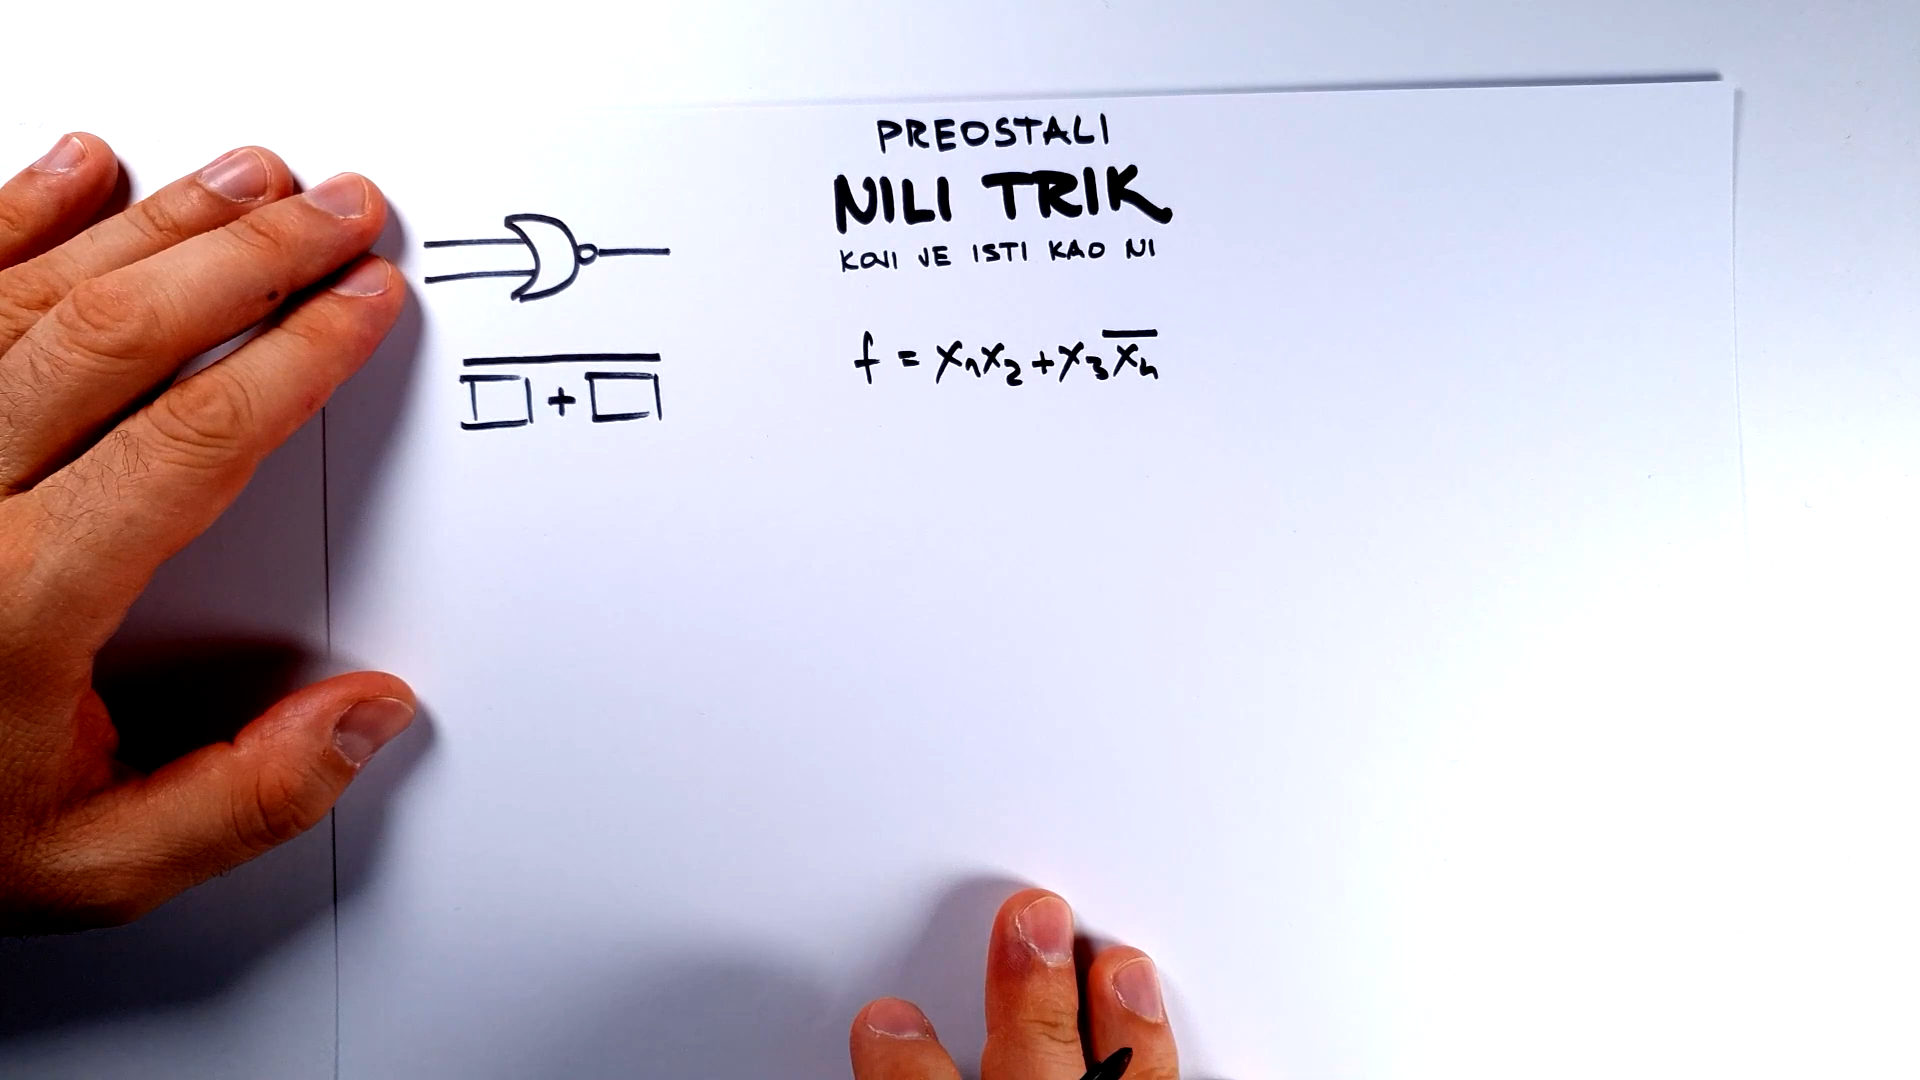 PREOSTALI
NILI TRIK
KOJI JE ISTI KAO NI
f = x₁x₂ + x₃x̅₄
□ + □